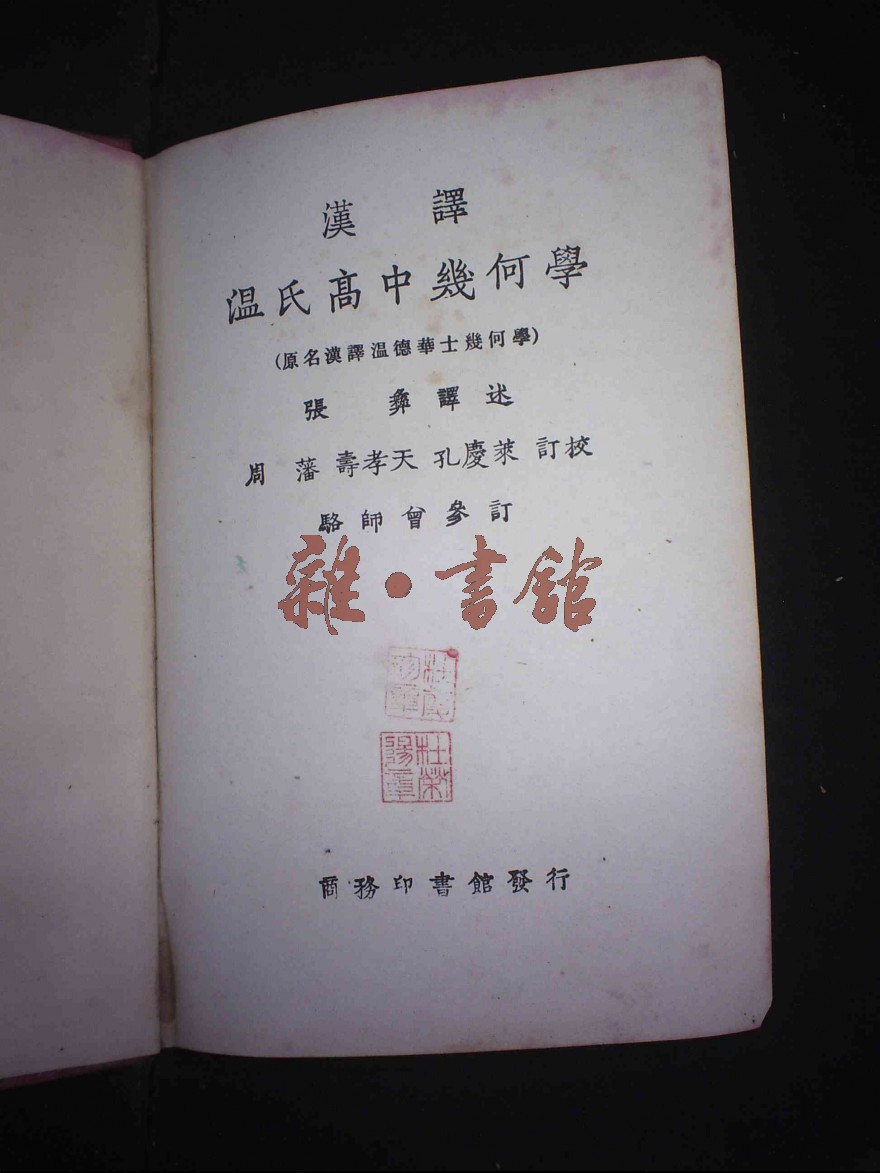 漢譯
温氏高中幾何學
(原名漢譯温德華士幾何學)
張彝譯述
周藩 壽孝天 孔慶萊 訂校
駱師曾參訂
雜·書館
杜榮
商務印書館發行